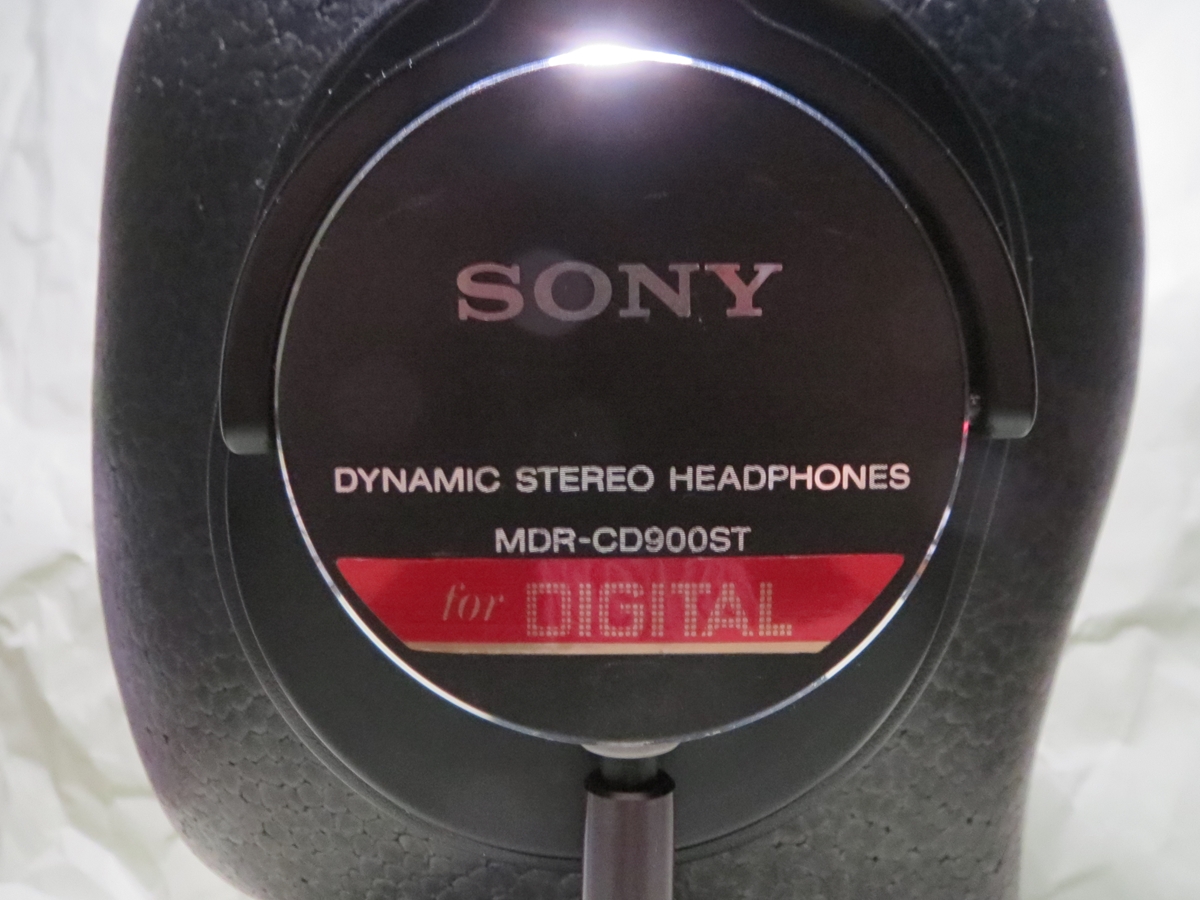 SONY
DYNAMIC STEREO HEADPHONES
MDR-CD900ST
for DIGITAL